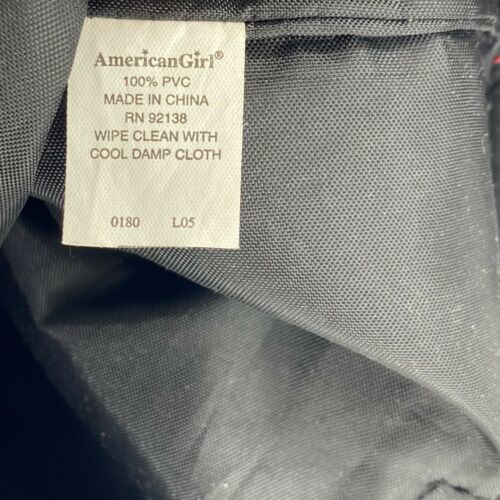 AmericanGirl®
100% PVC
MADE IN CHINA
RN 92138
WIPE CLEAN WITH
COOL DAMP CLOTH
0180 L05